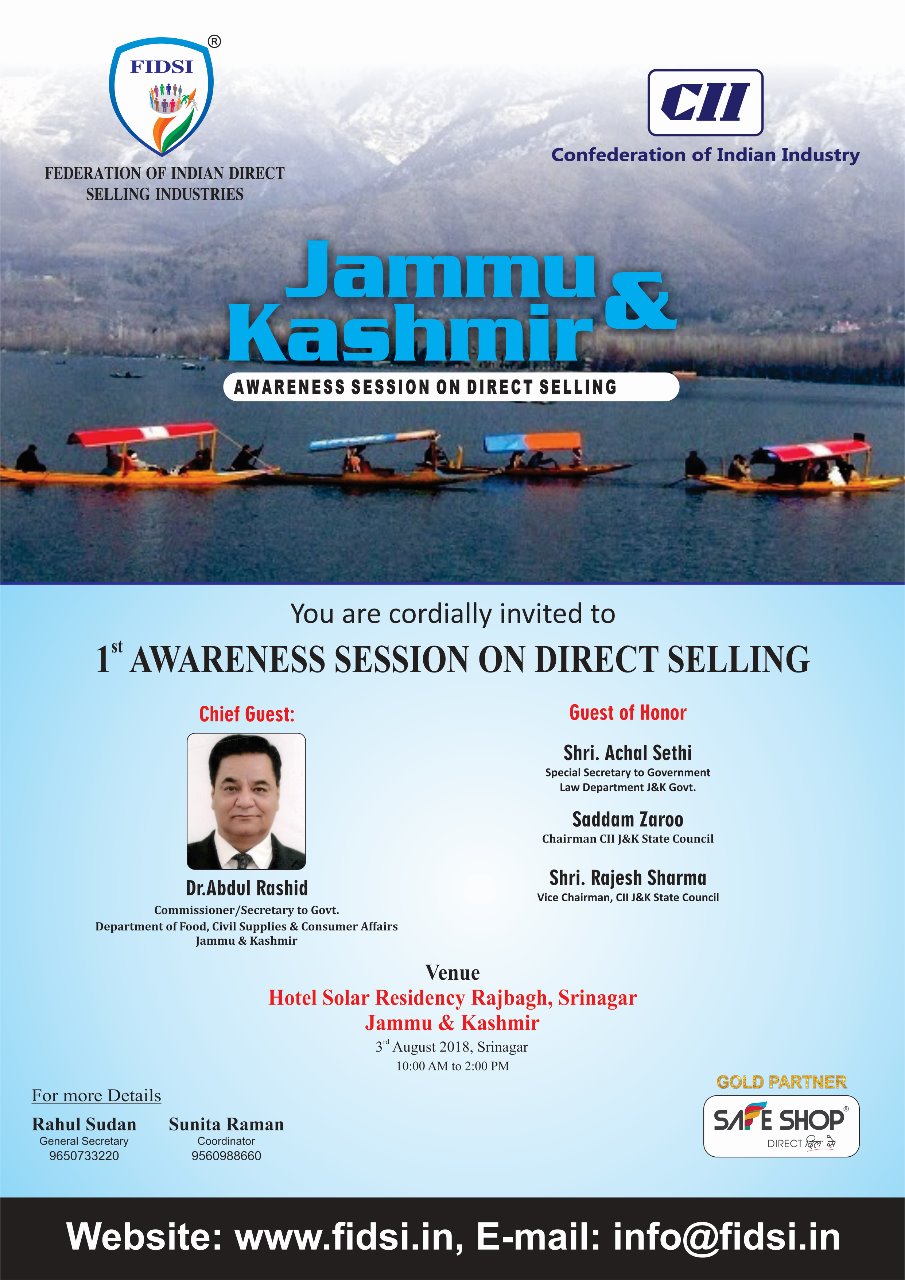 FIDSI
®
FEDERATION OF INDIAN DIRECT
SELLING INDUSTRIES
CII
Confederation of Indian Industry
Jammu &
Kashmir
AWARENESS SESSION ON DIRECT SELLING
You are cordially invited to
1st AWARENESS SESSION ON DIRECT SELLING
Chief Guest:
Dr.Abdul Rashid
Commissioner/Secretary to Govt.
Department of Food, Civil Supplies & Consumer Affairs
Jammu & Kashmir
Guest of Honor
Shri. Achal Sethi
Special Secretary to Government
Law Department J&K Govt.
Saddam Zaroo
Chairman CII J&K State Council
Shri. Rajesh Sharma
Vice Chairman, CII J&K State Council
Venue
Hotel Solar Residency Rajbagh, Srinagar
Jammu & Kashmir
3rd August 2018, Srinagar
10:00 AM to 2:00 PM
For more Details
Rahul Sudan
General Secretary
9650733220
Sunita Raman
Coordinator
9560988660
GOLD PARTNER
SAFE SHOP®
DIRECT दिल से
Website: www.fidsi.in, E-mail: info@fidsi.in